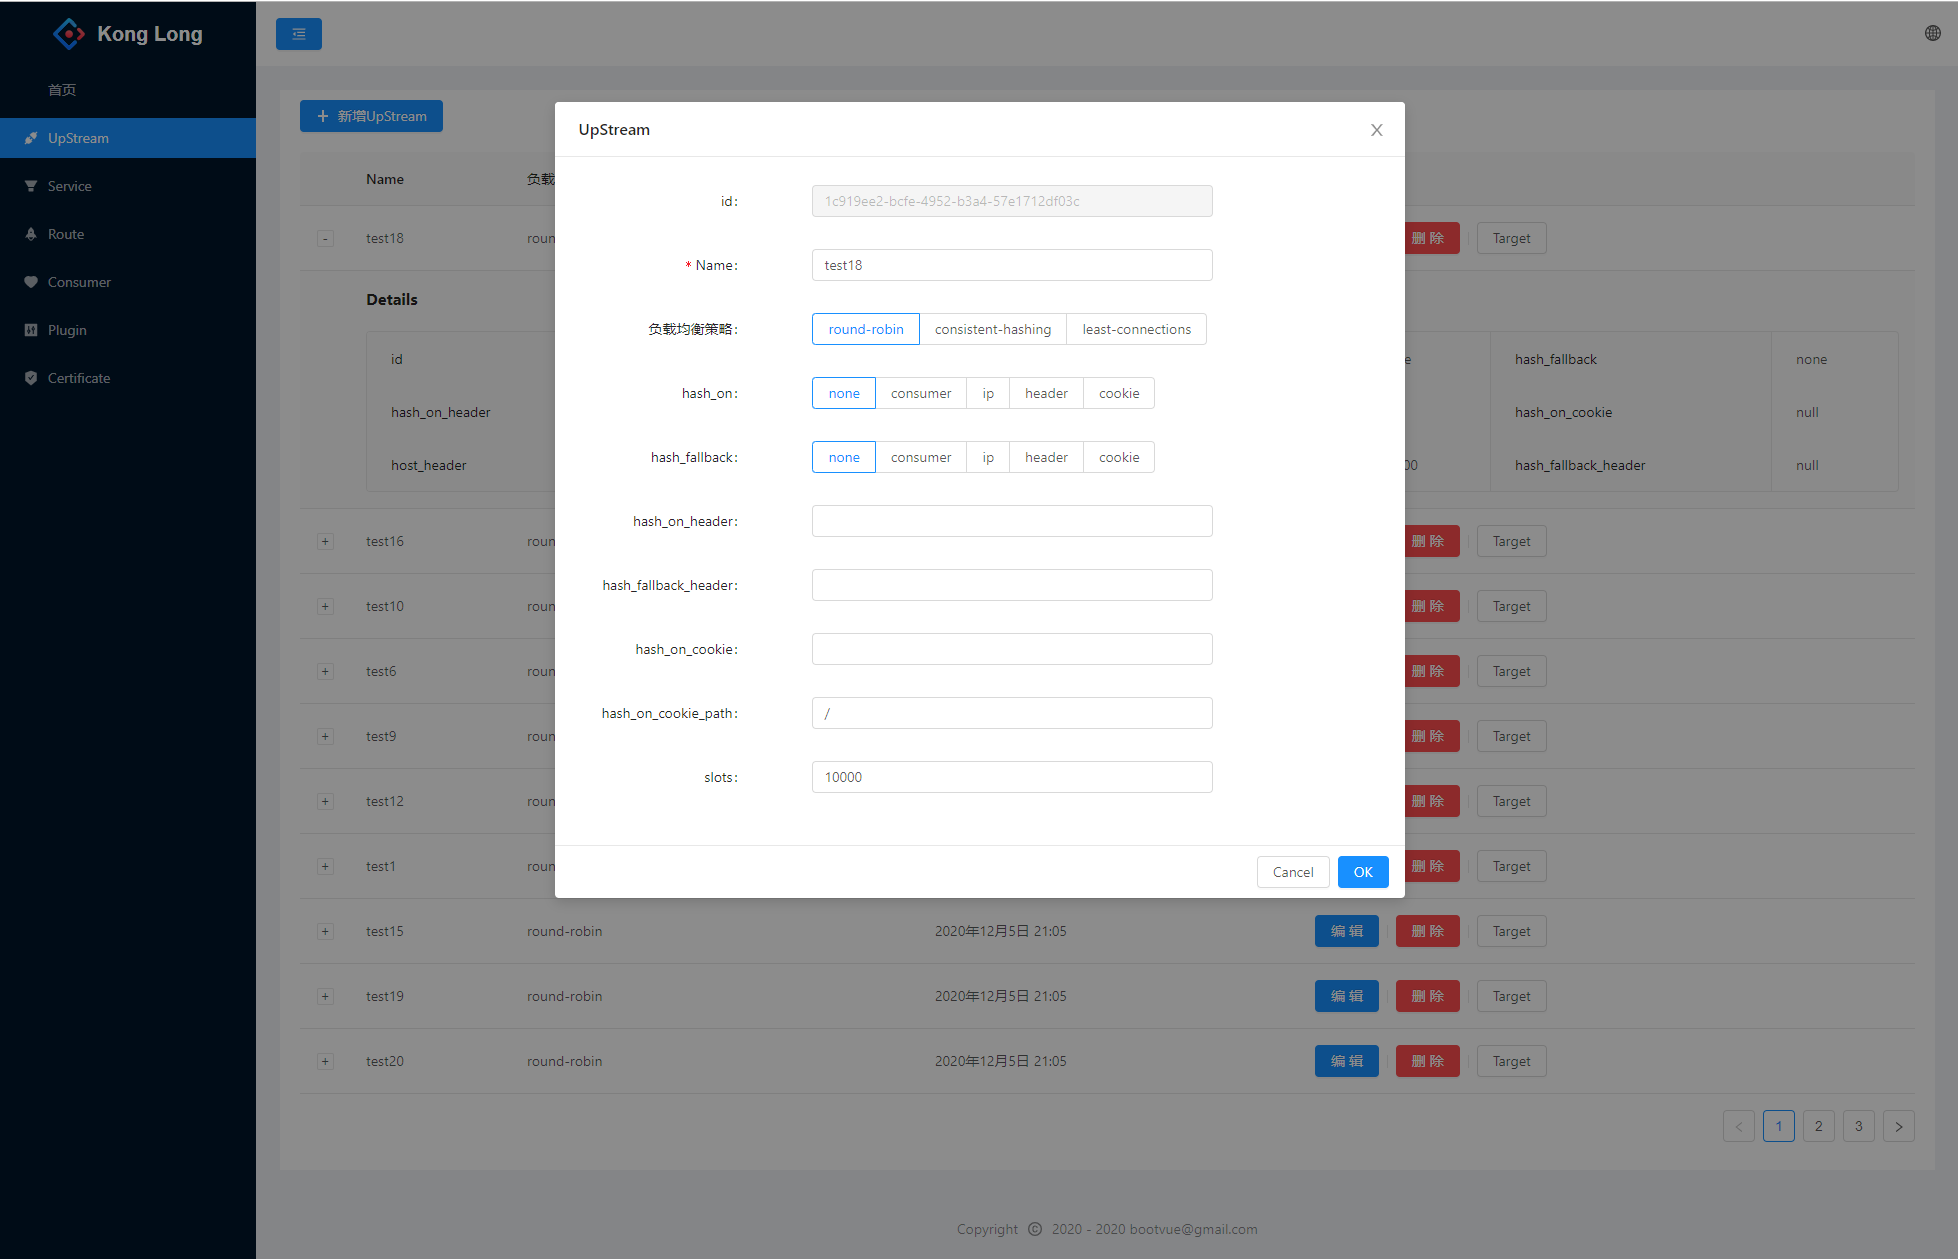 Kong Long
首页
UpStream
Service
Route
Consumer
Plugin
Certificate
新增UpStream
Name 负载
- test18 roun 删 除 Target
Details
id e hash_fallback none
hash_on_header hash_on_cookie null
host_header 00 hash_fallback_header null
+ test16 roun 删 除 Target
+ test10 roun 删 除 Target
+ test6 roun 删 除 Target
+ test9 roun 删 除 Target
+ test12 roun 删 除 Target
+ test1 roun 删 除 Target
+ test15 round-robin 2020年12月5日 21:05 编 辑 删 除 Target
+ test19 round-robin 2020年12月5日 21:05 编 辑 删 除 Target
+ test20 round-robin 2020年12月5日 21:05 编 辑 删 除 Target
< 1 2 3 >
Copyright © 2020 - 2020 bootvue@gmail.com
UpStream X
id: 1c919ee2-bcfe-4952-b3a4-57e1712df03c
* Name: test18
负载均衡策略: round-robin consistent-hashing least-connections
hash_on: none consumer ip header cookie
hash_fallback: none consumer ip header cookie
hash_on_header:
hash_fallback_header:
hash_on_cookie:
hash_on_cookie_path: /
slots: 10000
Cancel OK